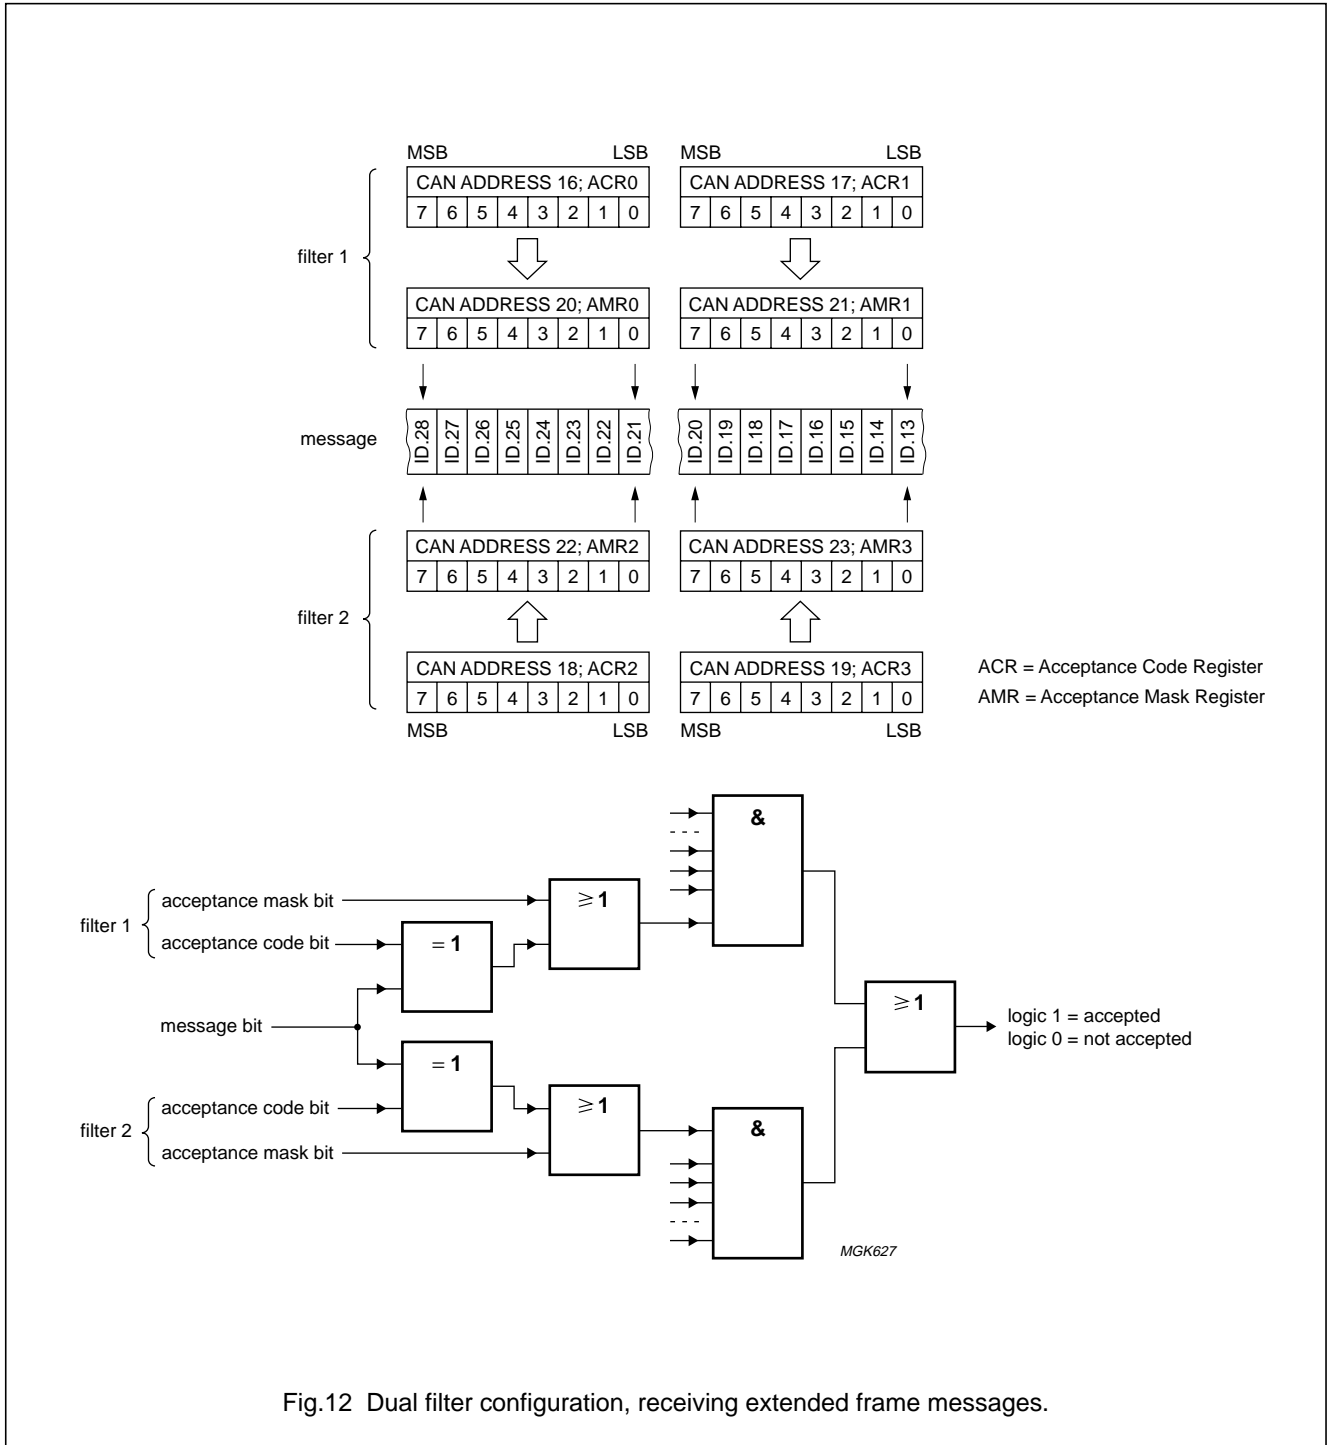 MSB LSB MSB LSB
CAN ADDRESS 16; ACR0 CAN ADDRESS 17; ACR1
7 6 5 4 3 2 1 0 7 6 5 4 3 2 1 0
filter 1
CAN ADDRESS 20; AMR0 CAN ADDRESS 21; AMR1
7 6 5 4 3 2 1 0 7 6 5 4 3 2 1 0
message ID.28 ID.27 ID.26 ID.25 ID.24 ID.23 ID.22 ID.21 ID.20 ID.19 ID.18 ID.17 ID.16 ID.15 ID.14 ID.13
CAN ADDRESS 22; AMR2 CAN ADDRESS 23; AMR3
7 6 5 4 3 2 1 0 7 6 5 4 3 2 1 0
filter 2
CAN ADDRESS 18; ACR2 CAN ADDRESS 19; ACR3
7 6 5 4 3 2 1 0 7 6 5 4 3 2 1 0
MSB LSB MSB LSB
ACR = Acceptance Code Register
AMR = Acceptance Mask Register
&
filter 1
acceptance mask bit
≥ 1
acceptance code bit
= 1
message bit
≥ 1
logic 1 = accepted
logic 0 = not accepted
= 1
filter 2
acceptance code bit
≥ 1
acceptance mask bit
&
MGK627
Fig.12 Dual filter configuration, receiving extended frame messages.